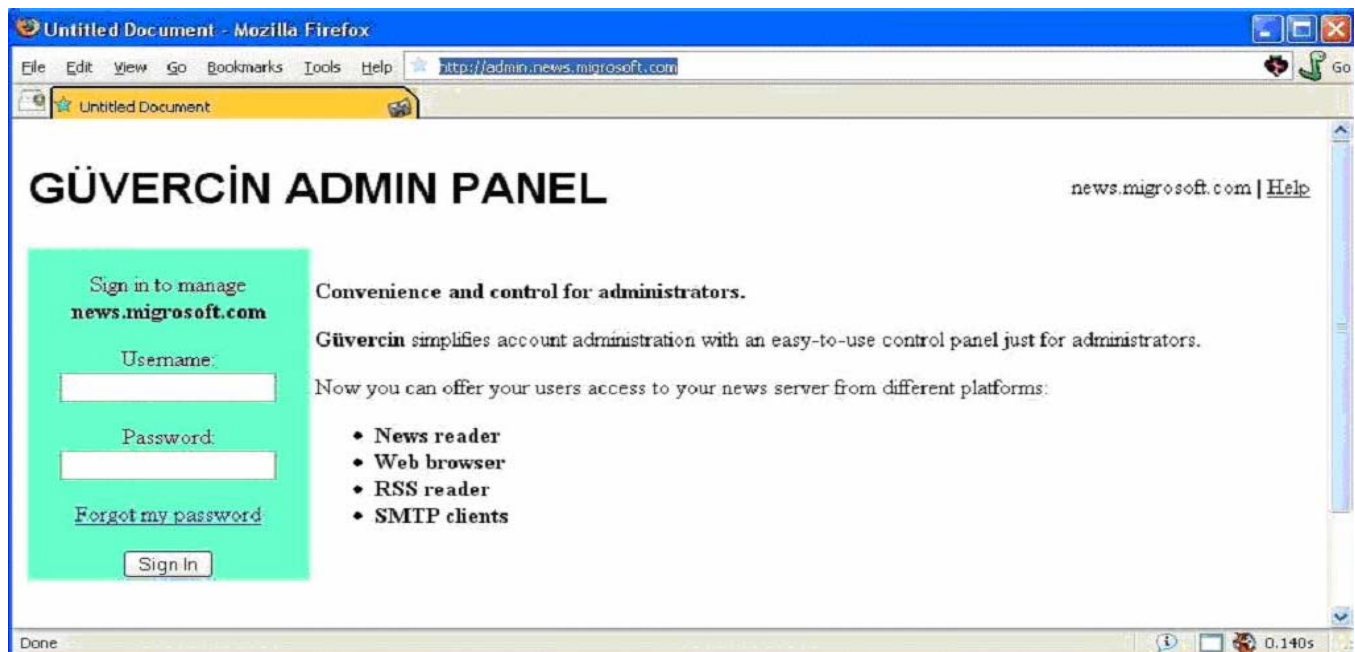 Untitled Document - Mozilla Firefox
File Edit View Go Bookmarks Tools Help http://admin.news.migrosoft.com Go
Untitled Document
GÜVERCİN ADMIN PANEL
news.migrosoft.com | Help
Sign in to manage
news.migrosoft.com
Username:
Password:
Forgot my password
Sign In
Convenience and control for administrators.
Güvercin simplifies account administration with an easy-to-use control panel just for administrators.
Now you can offer your users access to your news server from different platforms:
• News reader
• Web browser
• RSS reader
• SMTP clients
Done 0.140s